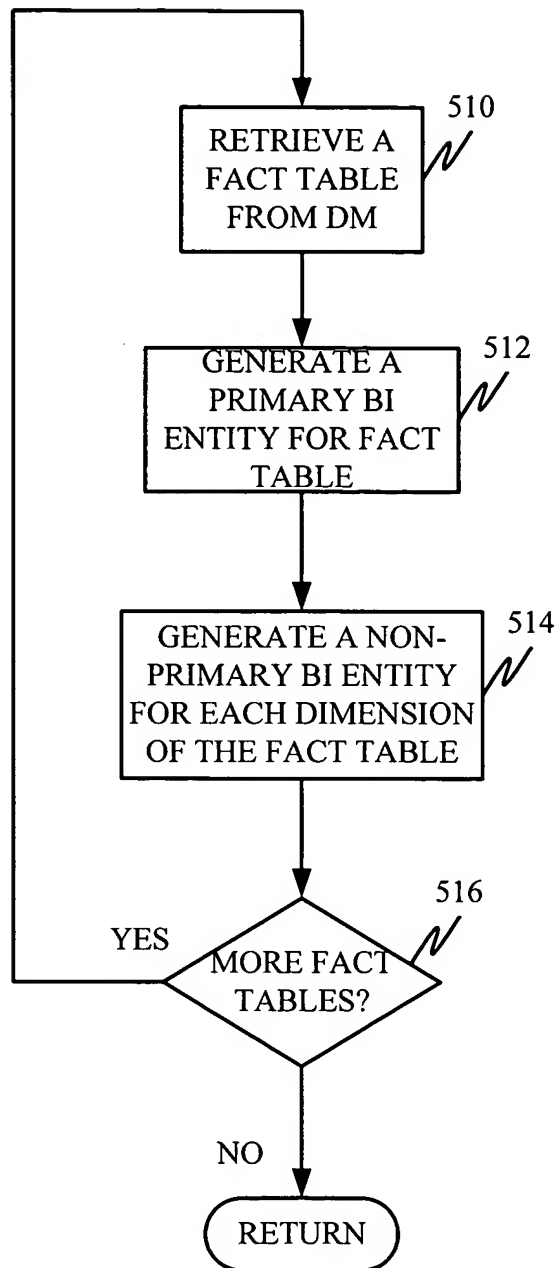 510
RETRIEVE A
FACT TABLE
FROM DM
512
GENERATE A
PRIMARY BI
ENTITY FOR FACT
TABLE
514
GENERATE A NON-
PRIMARY BI ENTITY
FOR EACH DIMENSION
OF THE FACT TABLE
516
YES
MORE FACT
TABLES?
NO
RETURN